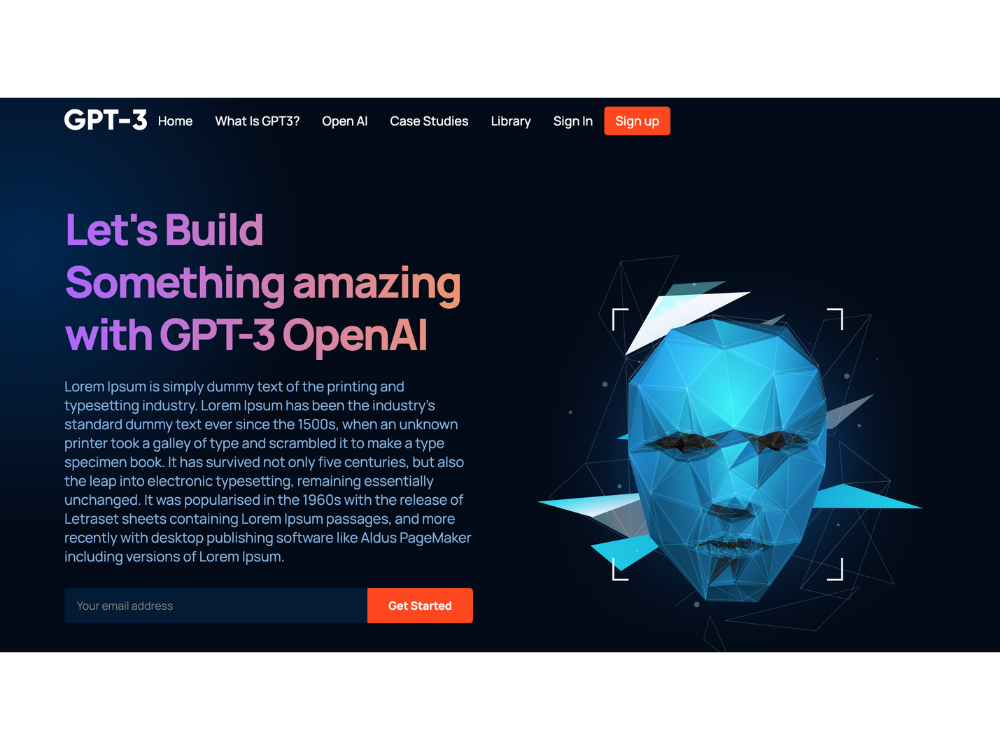 GPT-3 Home What Is GPT3? Open AI Case Studies Library Sign In Sign up
Let's Build
Something amazing
with GPT-3 OpenAI
Lorem Ipsum is simply dummy text of the printing and
typesetting industry. Lorem Ipsum has been the industry's
standard dummy text ever since the 1500s, when an unknown
printer took a galley of type and scrambled it to make a type
specimen book. It has survived not only five centuries, but also
the leap into electronic typesetting, remaining essentially
unchanged. It was popularised in the 1960s with the release of
Letraset sheets containing Lorem Ipsum passages, and more
recently with desktop publishing software like Aldus PageMaker
including versions of Lorem Ipsum.
Your email address Get Started